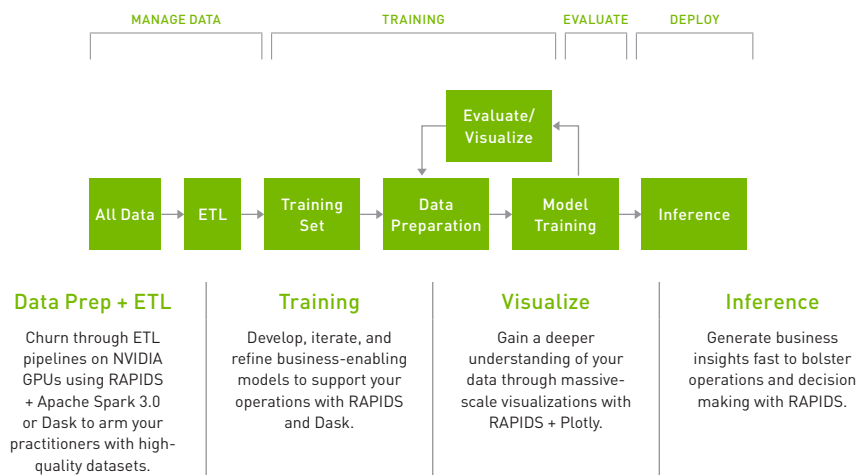 MANAGE DATA
TRAINING
EVALUATE
DEPLOY
Evaluate/
Visualize
All Data
ETL
Training
Set
Data
Preparation
Model
Training
Inference
Data Prep + ETL
Churn through ETL
pipelines on NVIDIA
GPUs using RAPIDS
+ Apache Spark 3.0
or Dask to arm your
practitioners with high-
quality datasets.
Training
Develop, iterate, and
refine business-enabling
models to support your
operations with RAPIDS
and Dask.
Visualize
Gain a deeper
understanding of your
data through massive-
scale visualizations with
RAPIDS + Plotly.
Inference
Generate business
insights fast to bolster
operations and decision
making with RAPIDS.